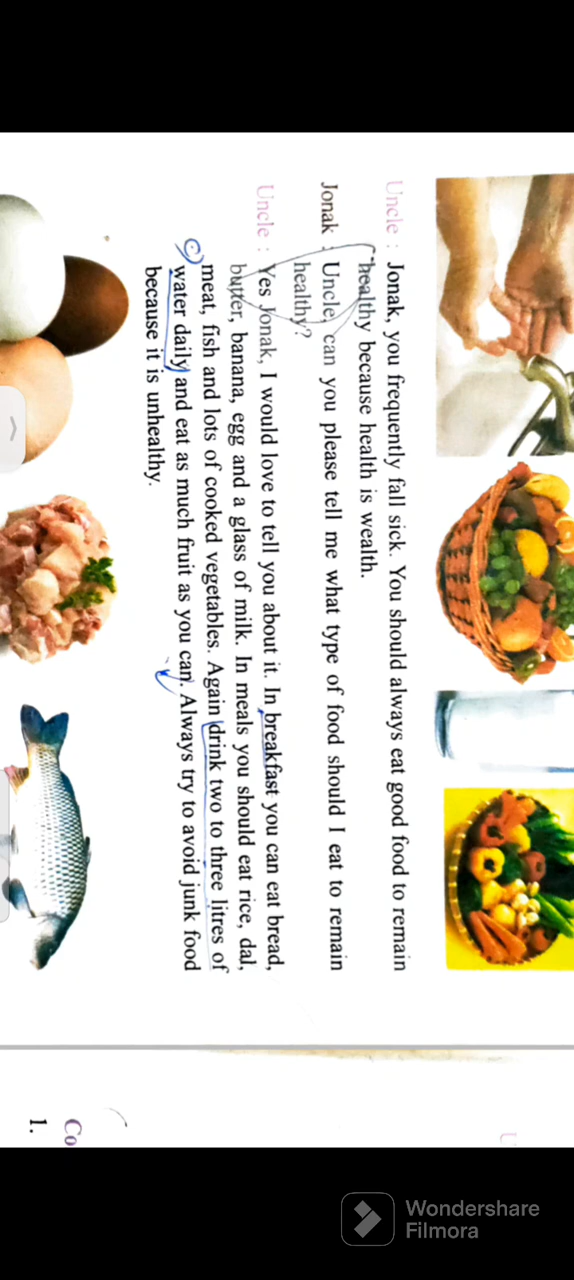 Uncle : Jonak, you frequently fall sick. You should always eat good food to remain
healthy because health is wealth.
Jonak : Uncle, can you please tell me what type of food should I eat to remain
healthy?
Uncle : Yes Jonak, I would love to tell you about it. In breakfast you can eat bread,
butter, banana, egg and a glass of milk. In meals you should eat rice, dal,
meat, fish and lots of cooked vegetables. Again drink two to three litres of
water daily and eat as much fruit as you can. Always try to avoid junk food
because it is unhealthy.
U
Co
1.
Wondershare
Filmora